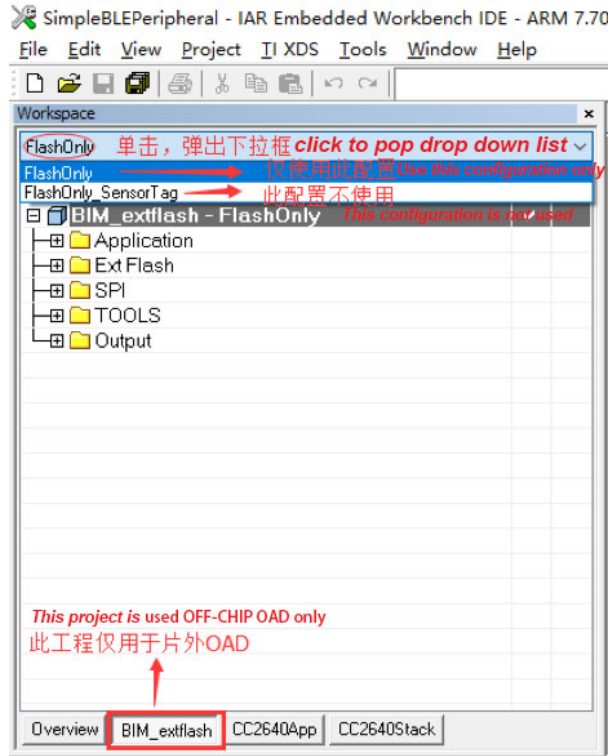 SimpleBLEPeripheral - IAR Embedded Workbench IDE - ARM 7.70
File Edit View Project TI XDS Tools Window Help
Workspace
FlashOnly 单击，弹出下拉框 click to pop drop down list
FlashOnly 仅使用此配置 Use this configuration only
FlashOnly_SensorTag 此配置不使用
BIM_extflash - FlashOnly This configuration is not used
Application
Ext Flash
SPI
TOOLS
Output
This project is used OFF-CHIP OAD only
此工程仅用于片外OAD
Overview BIM_extflash CC2640App CC2640Stack